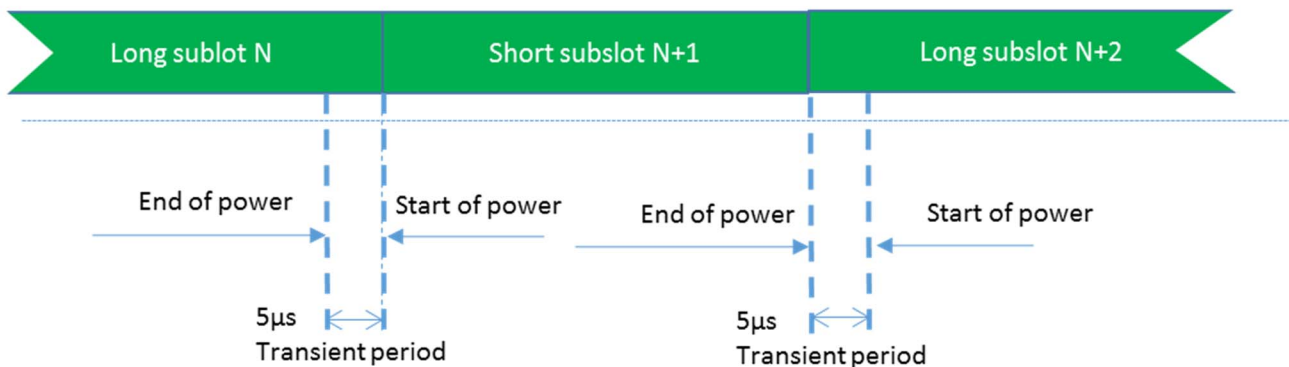 Long sublot N
Short subslot N+1
Long subslot N+2
End of power
Start of power
End of power
Start of power
5µs
Transient period
5µs
Transient period